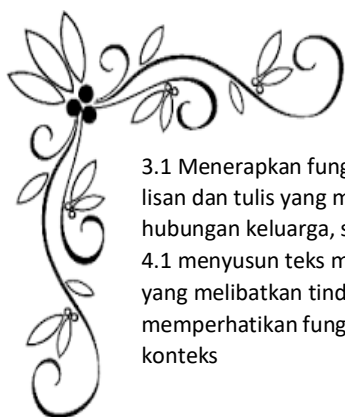 3.1 Menerapkan fung
lisan dan tulis yang m
hubungan keluarga, s
4.1 menyusun teks m
yang melibatkan tind
memperhatikan fung
konteks